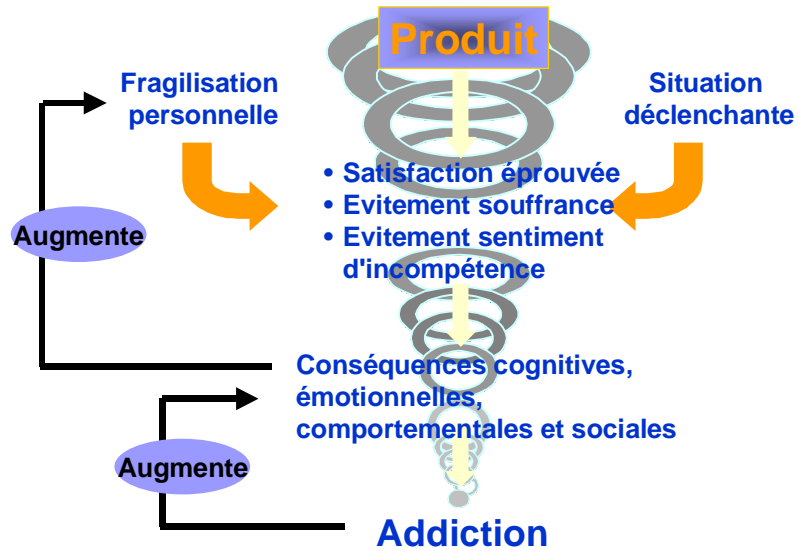 Produit
Fragilisation
personnelle
Situation
déclenchante
• Satisfaction éprouvée
• Evitement souffrance
• Evitement sentiment
d'incompétence
Augmente
Conséquences cognitives,
émotionnelles,
comportementales et sociales
Augmente
Addiction